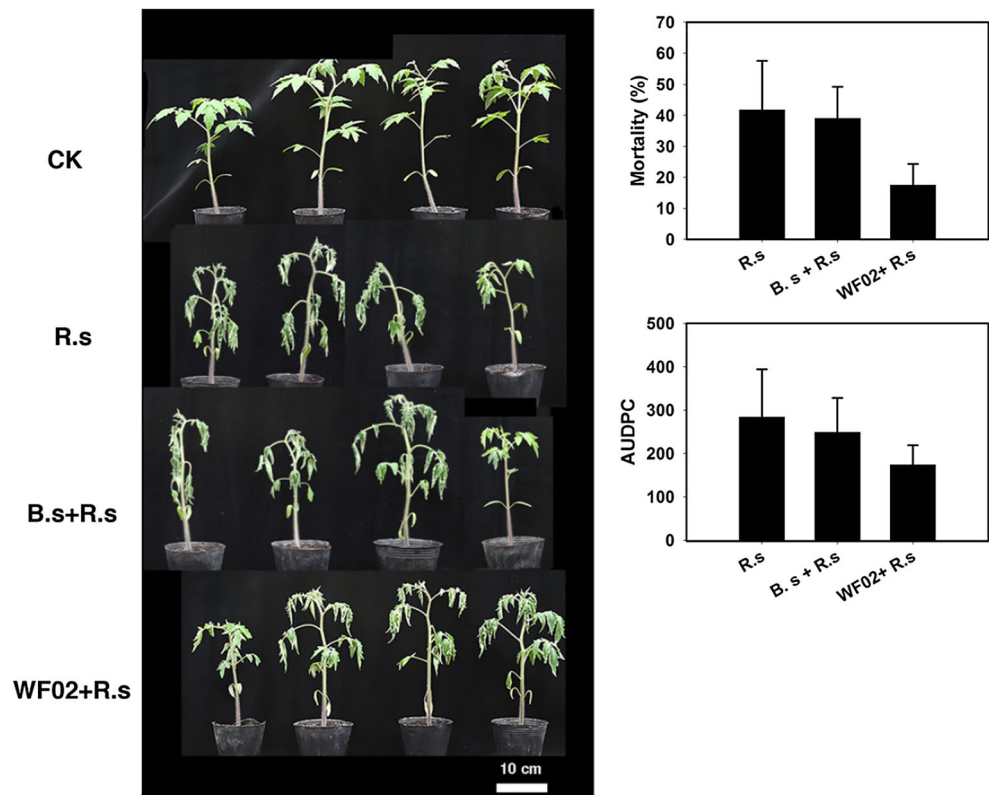 CK
R.s
B.s+R.s
WF02+R.s
10 cm
70
60
50
40
30
20
10
0
Mortality (%)
R.s
B. s + R.s
WF02+ R.s
500
400
300
200
100
0
AUDPC
R.s
B. s + R.s
WF02+ R.s